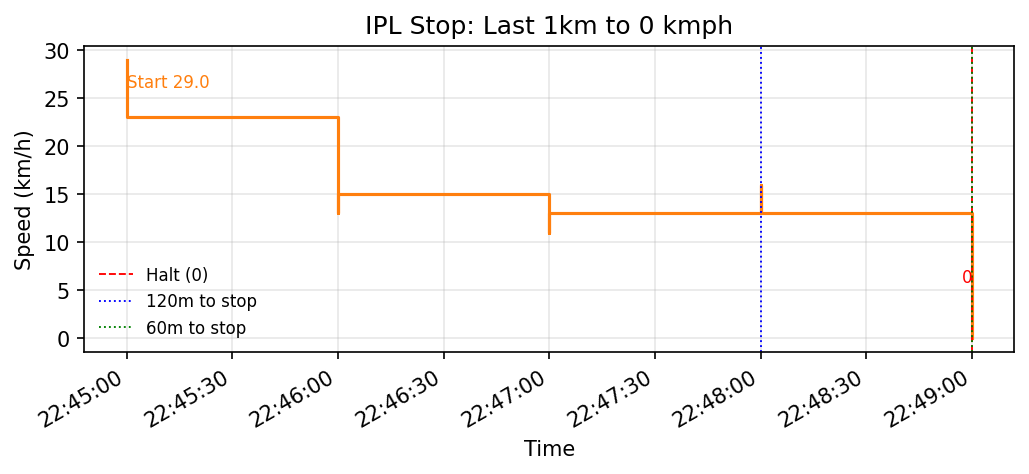 IPL Stop: Last 1km to 0 kmph
Speed (km/h)
30
25
20
15
10
5
0
Start 29.0
0
Halt (0)
120m to stop
60m to stop
22:45:00
22:45:30
22:46:00
22:46:30
22:47:00
22:47:30
22:48:00
22:48:30
22:49:00
Time